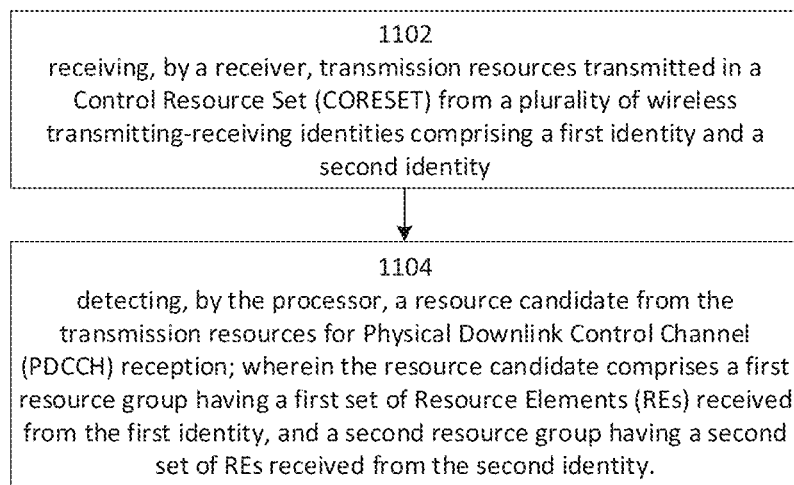 1102
receiving, by a receiver, transmission resources transmitted in a
Control Resource Set (CORESET) from a plurality of wireless
transmitting-receiving identities comprising a first identity and a
second identity
1104
detecting, by the processor, a resource candidate from the
transmission resources for Physical Downlink Control Channel
(PDCCH) reception; wherein the resource candidate comprises a first
resource group having a first set of Resource Elements (REs) received
from the first identity, and a second resource group having a second
set of REs received from the second identity.